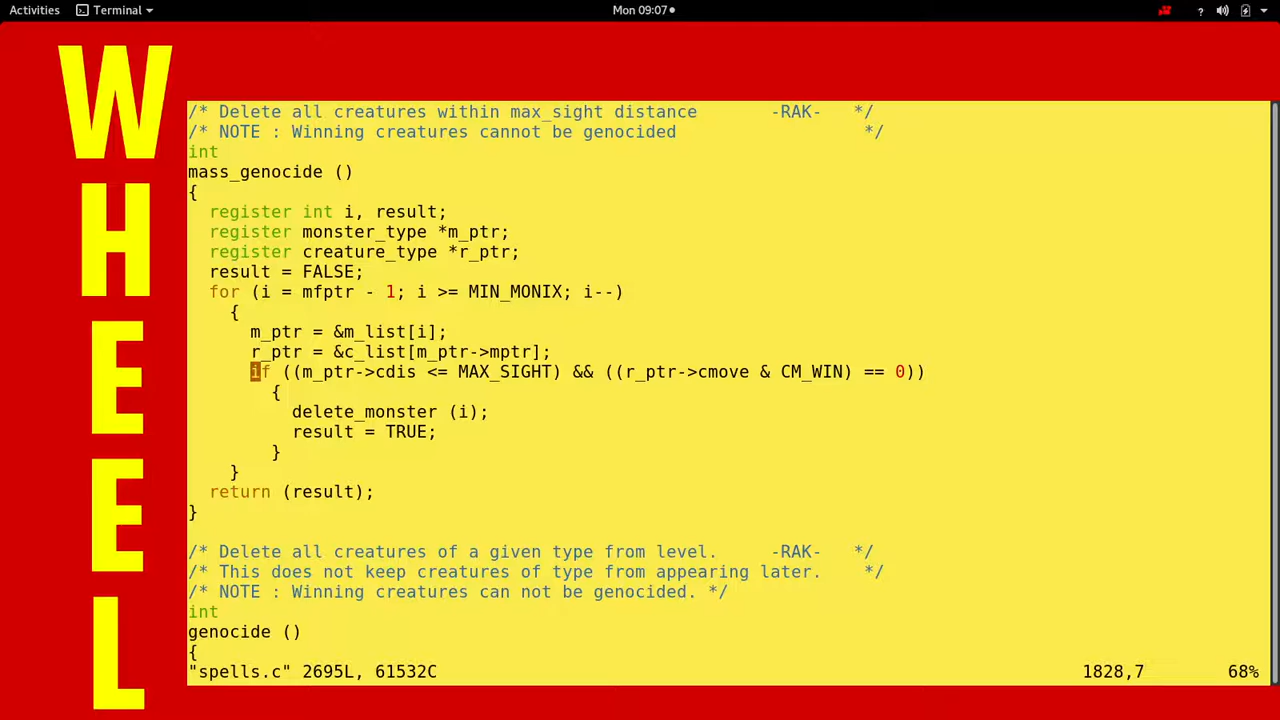 Activities Terminal Mon 09:07 ?
WHEEL
/* Delete all creatures within max_sight distance -RAK- */
/* NOTE : Winning creatures cannot be genocided */
int
mass_genocide ()
{
register int i, result;
register monster_type *m_ptr;
register creature_type *r_ptr;
result = FALSE;
for (i = mfptr - 1; i >= MIN_MONIX; i--)
{
m_ptr = &m_list[i];
r_ptr = &c_list[m_ptr->mptr];
if ((m_ptr->cdis <= MAX_SIGHT) && ((r_ptr->cmove & CM_WIN) == 0))
{
delete_monster (i);
result = TRUE;
}
}
return (result);
}
/* Delete all creatures of a given type from level. -RAK- */
/* This does not keep creatures of type from appearing later. */
/* NOTE : Winning creatures can not be genocided. */
int
genocide ()
{
"spells.c" 2695L, 61532C 1828,7 68%